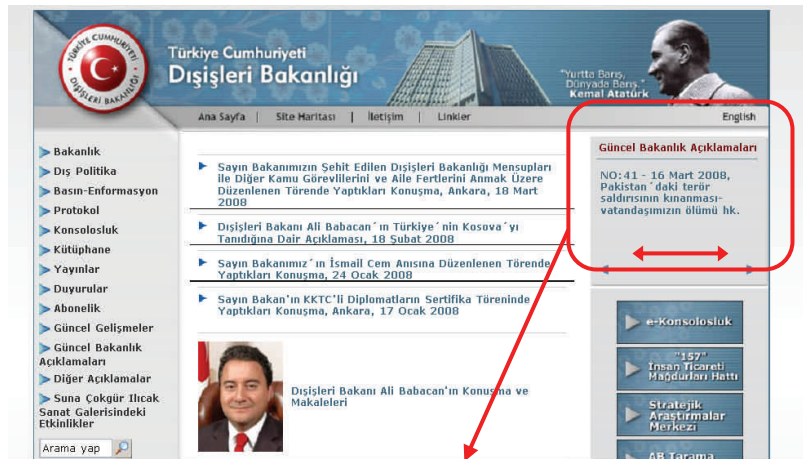 TÜRKİYE CUMHURİYETİ
DIŞİŞLERİ BAKANLIĞI
Türkiye Cumhuriyeti
Dışişleri Bakanlığı
"Yurtta Barış,
Dünyada Barış."
Kemal Atatürk
Ana Sayfa | Site Haritası | İletişim | Linkler English
Bakanlık
Dış Politika
Basın-Enformasyon
Protokol
Konsolosluk
Kütüphane
Yayınlar
Duyurular
Abonelik
Güncel Gelişmeler
Güncel Bakanlık
Açıklamaları
Diğer Açıklamalar
Suna Çokgür Ilıcak
Sanat Galerisindeki
Etkinlikler
Arama yap
Sayın Bakanımızın Şehit Edilen Dışişleri Bakanlığı Mensupları
ile Diğer Kamu Görevlilerini ve Aile Fertlerini Anmak Üzere
Düzenlenen Törende Yaptıkları Konuşma, Ankara, 18 Mart
2008
Dışişleri Bakanı Ali Babacan´ın Türkiye´nin Kosova´yı
Tanıdığına Dair Açıklaması, 18 Şubat 2008
Sayın Bakanımız´ın İsmail Cem Anısına Düzenlenen Törende
Yaptıkları Konuşma, 24 Ocak 2008
Sayın Bakan'ın KKTC'li Diplomatların Sertifika Töreninde
Yaptıkları Konuşma, Ankara, 17 Ocak 2008
Dışişleri Bakanı Ali Babacan'ın Konuşma ve
Makaleleri
Güncel Bakanlık Açıklamaları
NO:41 - 16 Mart 2008,
Pakistan´daki terör
saldırısının kınanması-
vatandaşımızın ölümü hk.
e-Konsolosluk
"157"
İnsan Ticareti
Mağdurları Hattı
Stratejik
Araştırmalar
Merkezi
AB Tarama